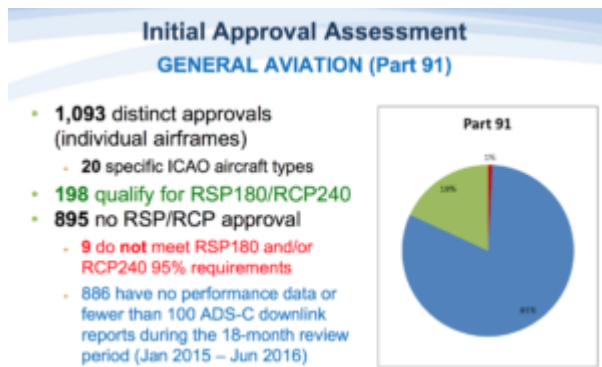 Initial Approval Assessment
GENERAL AVIATION (Part 91)
• 1,093 distinct approvals
(individual airframes)
• 20 specific ICAO aircraft types
• 198 qualify for RSP180/RCP240
• 895 no RSP/RCP approval
• 9 do not meet RSP180 and/or
RCP240 95% requirements
• 886 have no performance data or
fewer than 100 ADS-C downlink
reports during the 18-month review
period (Jan 2015 – Jun 2016)
Part 91
1%
18%
81%